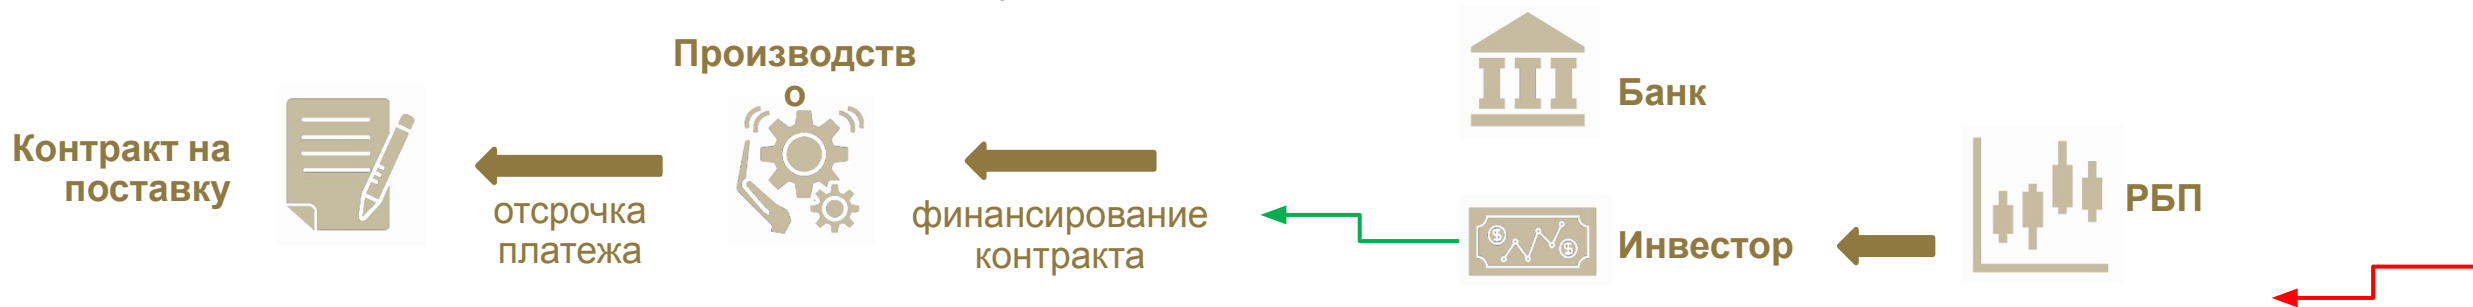 Контракт на
поставку
отсрочка
платежа
Производств
о
финансирование
контракта
Банк
Инвестор
РБП